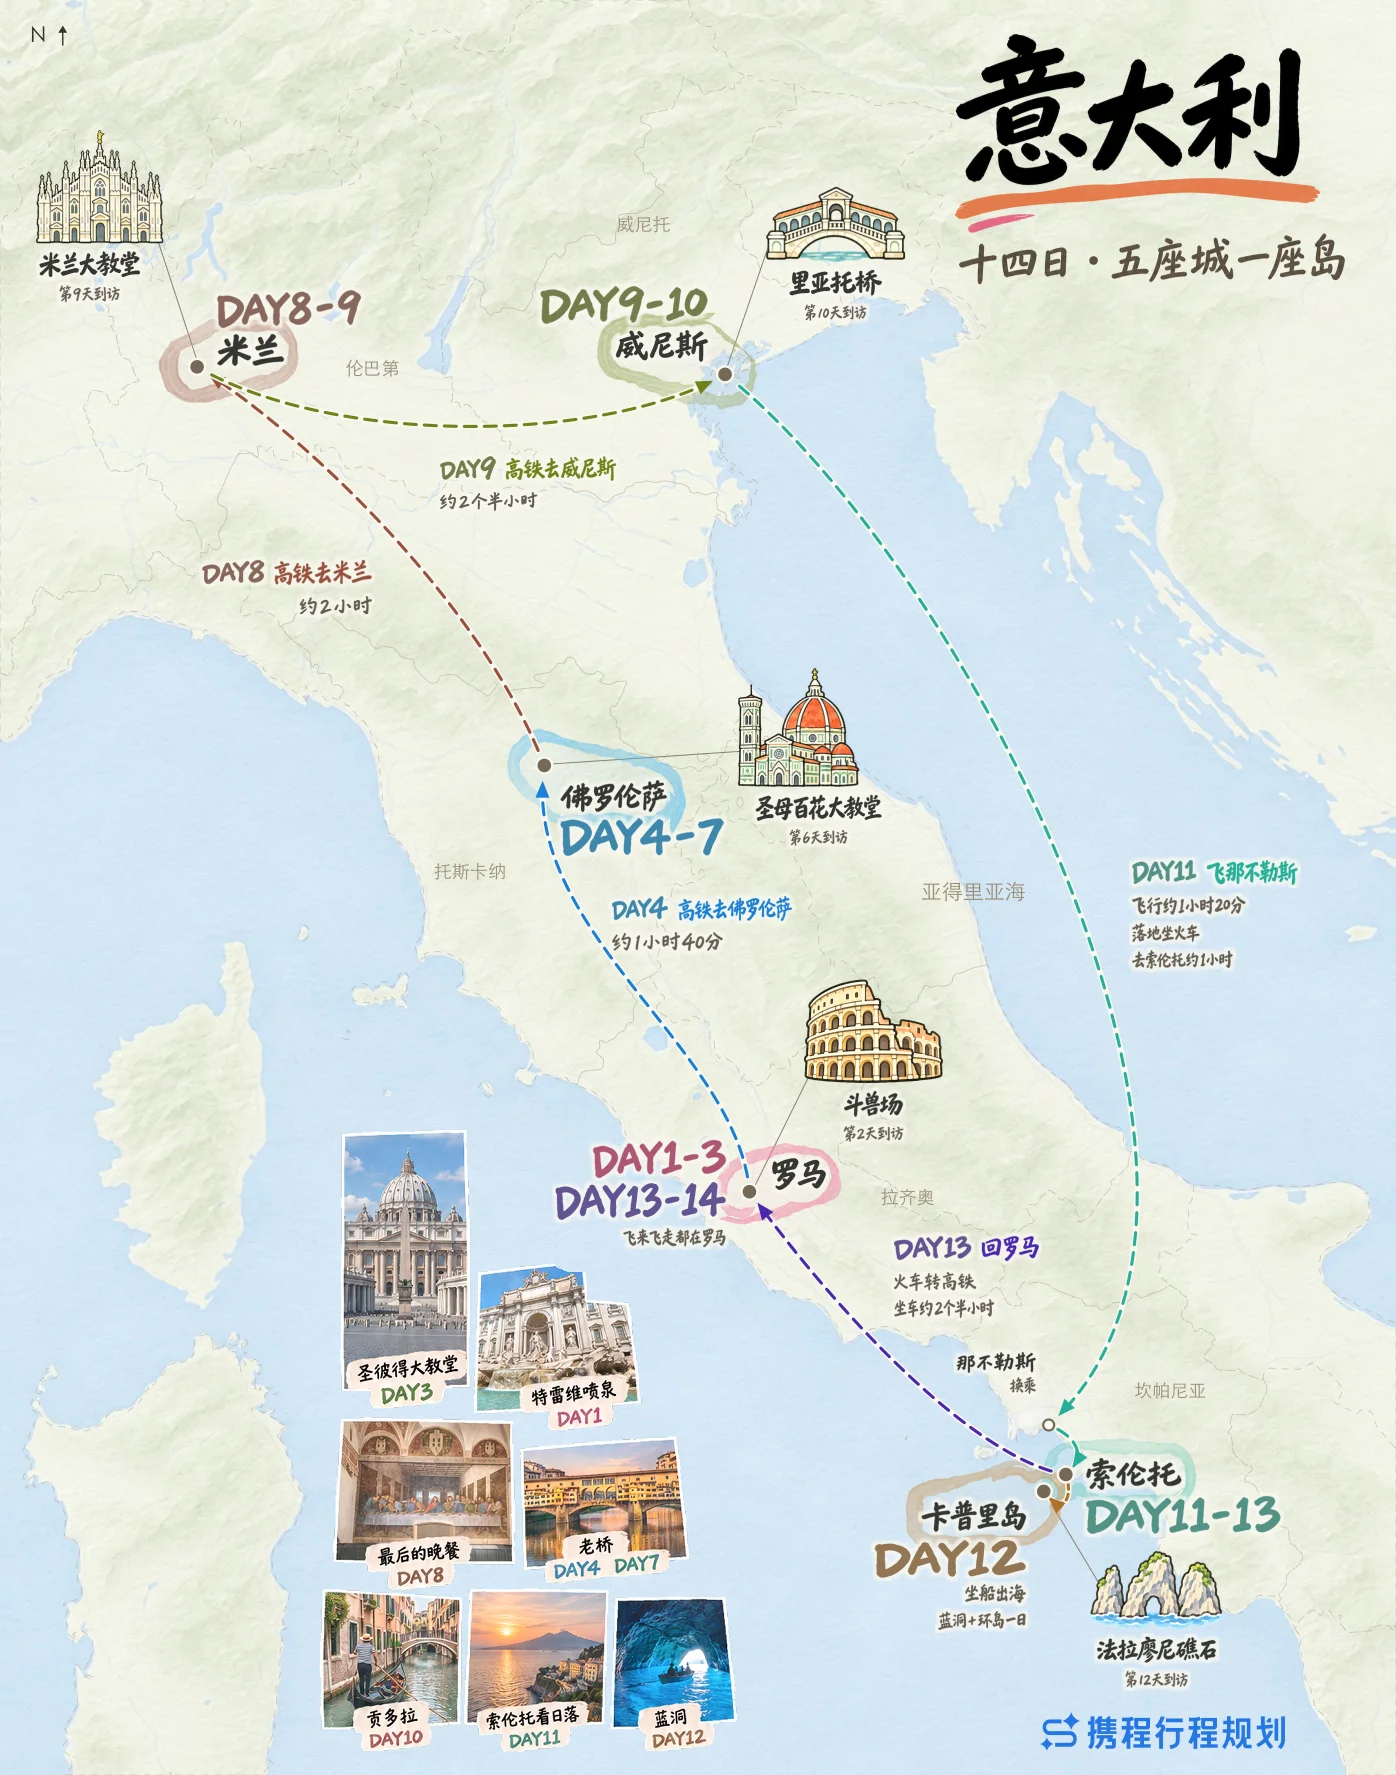 N
意大利
十四日·五座城一座岛
米兰大教堂
第9天到访
DAY8-9
米兰
伦巴第
威尼托
DAY9-10
威尼斯
里亚托桥
第10天到访
DAY9 高铁去威尼斯
约2个半小时
DAY8 高铁去米兰
约2小时
佛罗伦萨
DAY4-7
圣母百花大教堂
第6天到访
托斯卡纳
DAY4 高铁去佛罗伦萨
约1小时40分
亚得里亚海
DAY11 飞那不勒斯
飞行约1小时20分
落地坐火车
去索伦托约1小时
斗兽场
第2天到访
DAY1-3
DAY13-14
罗马
飞来飞走都在罗马
拉齐奥
DAY13 回罗马
火车转高铁
坐车约2个半小时
那不勒斯
换乘
坎帕尼亚
索伦托
DAY11-13
卡普里岛
DAY12
坐船出海
蓝洞+环岛一日
法拉廖尼礁石
第12天到访
圣彼得大教堂
DAY3
特雷维喷泉
DAY1
最后的晚餐
DAY8
老桥
DAY4 DAY7
贡多拉
DAY10
索伦托看日落
DAY11
蓝洞
DAY12
携程行程规划